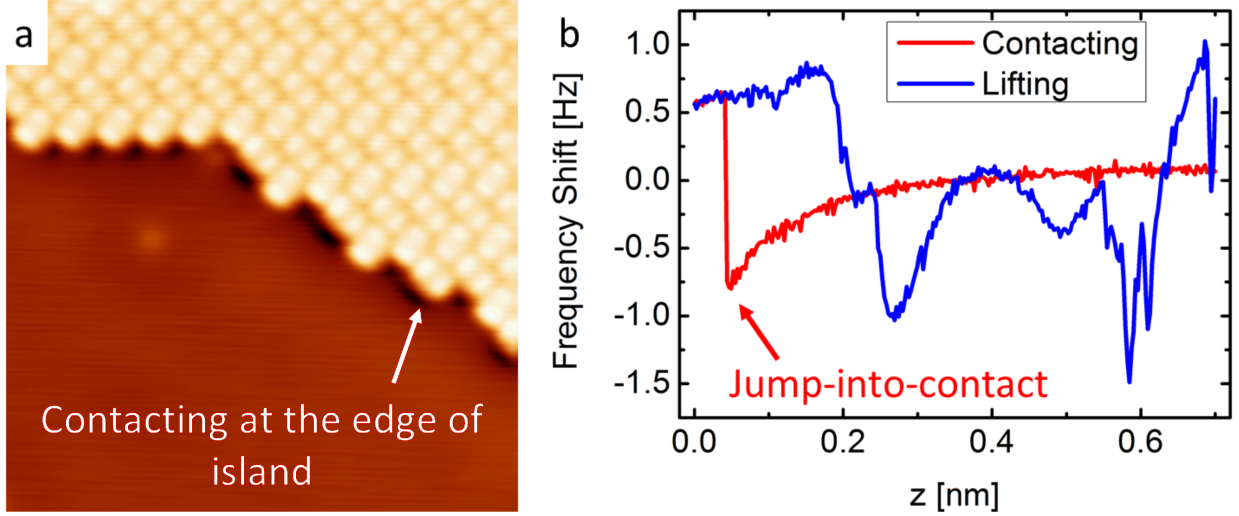 a
Contacting at the edge of
island
b
Frequency Shift [Hz]
1.0
0.5
0.0
-0.5
-1.0
-1.5
Contacting
Lifting
Jump-into-contact
0.0 0.2 0.4 0.6
z [nm]